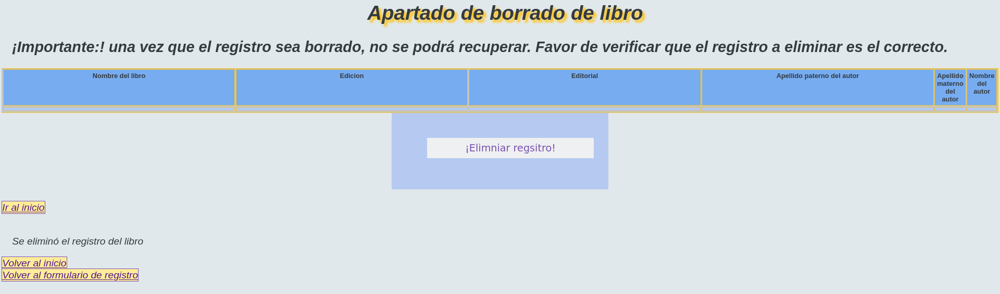 Apartado de borrado de libro
¡Importante:! una vez que el registro sea borrado, no se podrá recuperar. Favor de verificar que el registro a eliminar es el correcto.
Nombre del libro Edicion Editorial Apellido paterno del autor Apellido materno del autor Nombre del autor
¡Elimniar regsitro!
Ir al inicio
Se eliminó el registro del libro
Volver al inicio
Volver al formulario de registro